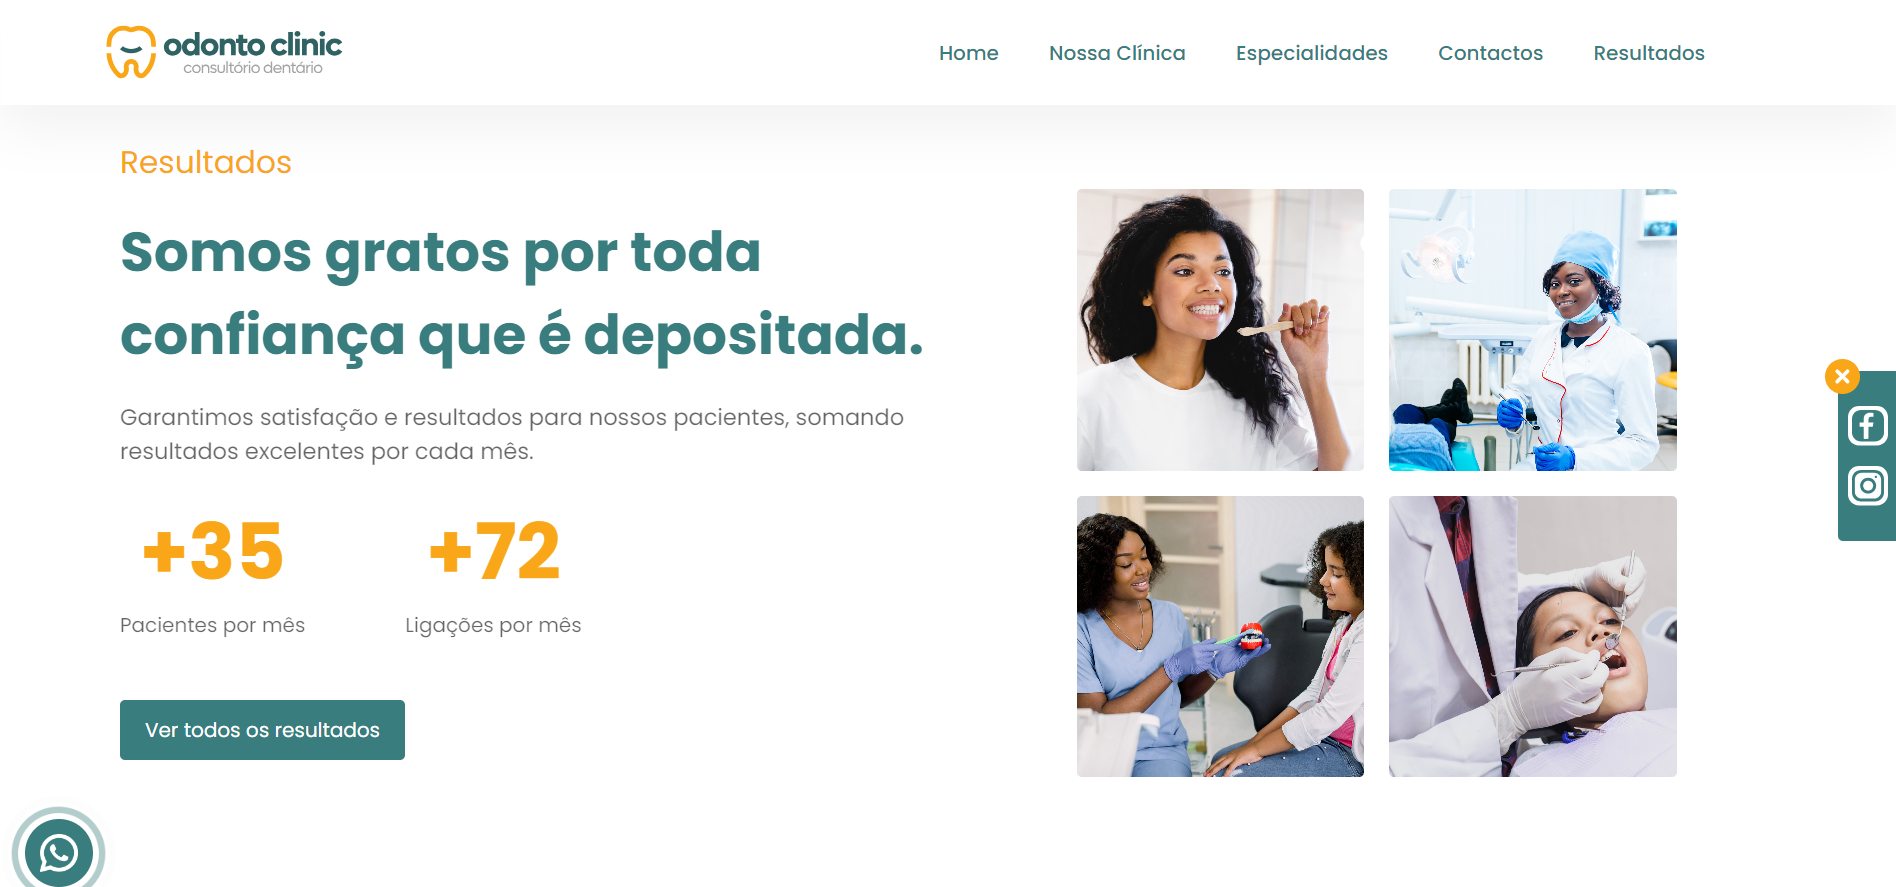 odonto clinic
consultório dentário
Home
Nossa Clínica
Especialidades
Contactos
Resultados
Resultados
Somos gratos por toda
confiança que é depositada.
Garantimos satisfação e resultados para nossos pacientes, somando
resultados excelentes por cada mês.
+35
Pacientes por mês
+72
Ligações por mês
Ver todos os resultados